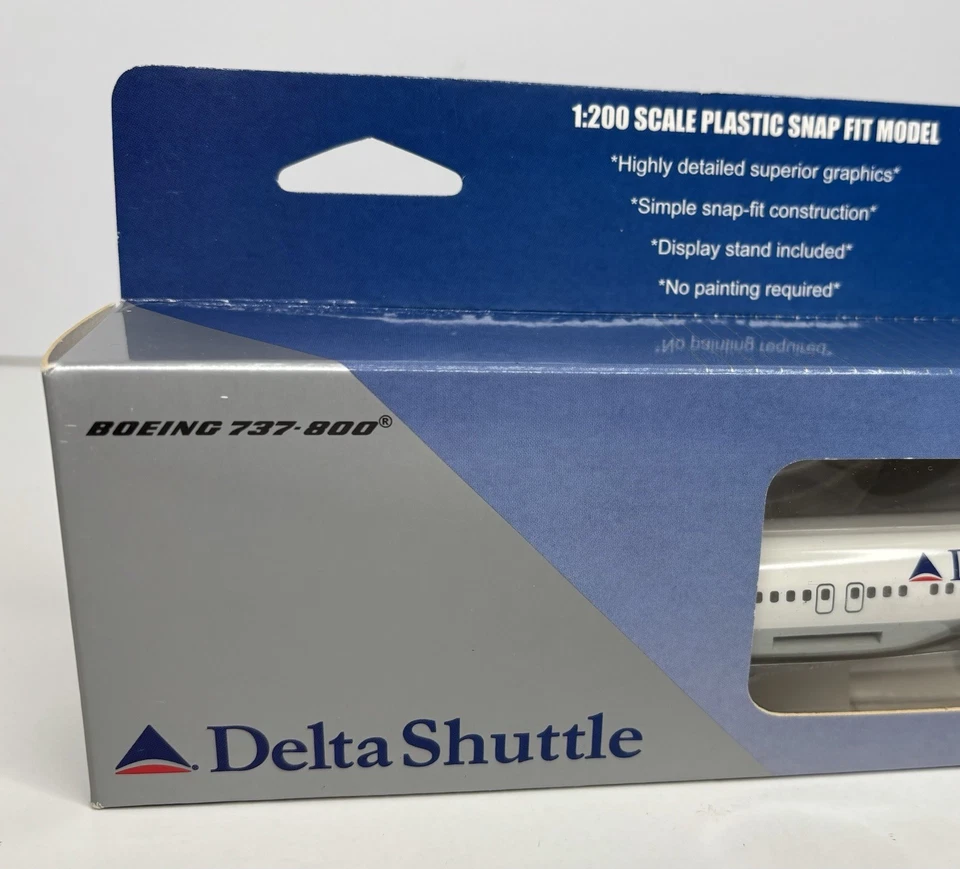 1:200 SCALE PLASTIC SNAP FIT MODEL
*Highly detailed superior graphics*
*Simple snap-fit construction*
*Display stand included*
*No painting required*
BOEING 737-800®
D
Delta Shuttle